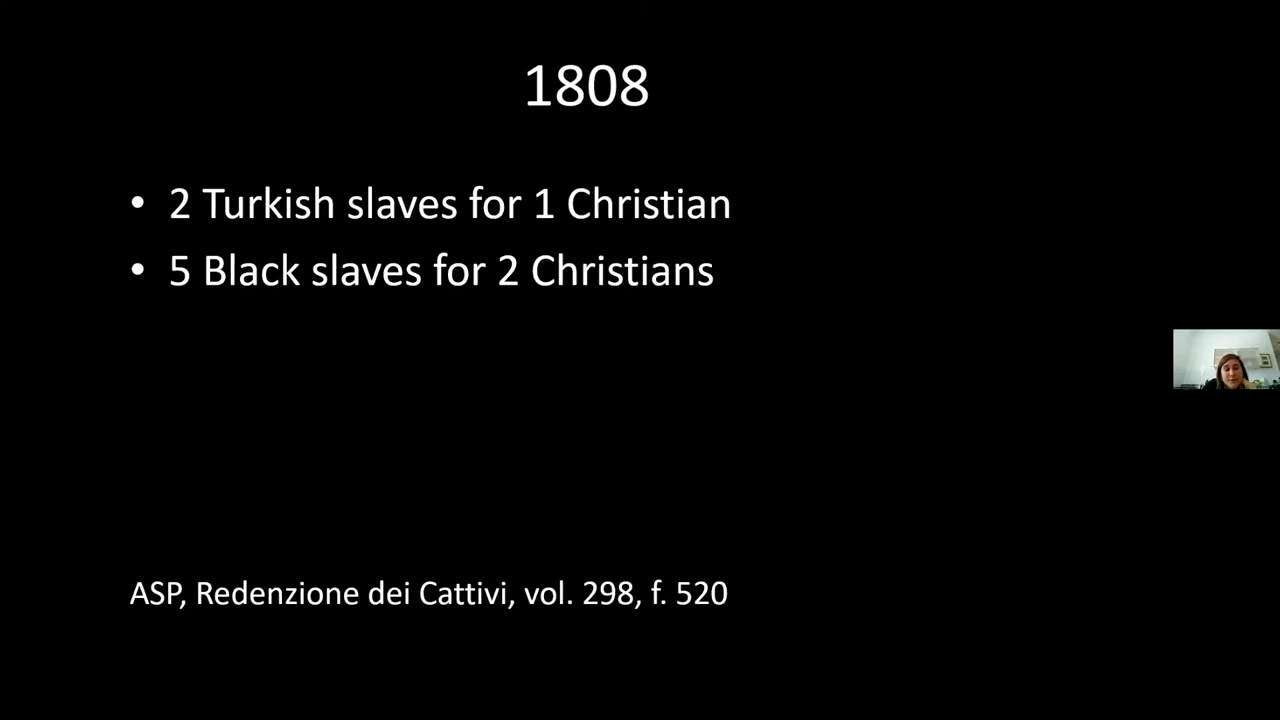 1808
• 2 Turkish slaves for 1 Christian
• 5 Black slaves for 2 Christians
ASP, Redenzione dei Cattivi, vol. 298, f. 520